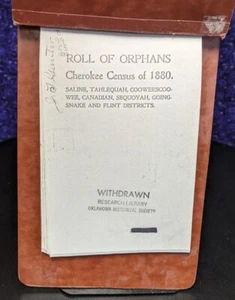 ROLL OF ORPHANS
Cherokee Census of 1880.
SALINE, TAHLEQUAH, COOWEESCOO-
WEE, CANADIAN, SEQUOYAH, GOING-
SNAKE AND FLINT DISTRICTS.
WITHDRAWN
RESEARCH LIBRARY
OKLAHOMA HISTORICAL SOCIETY